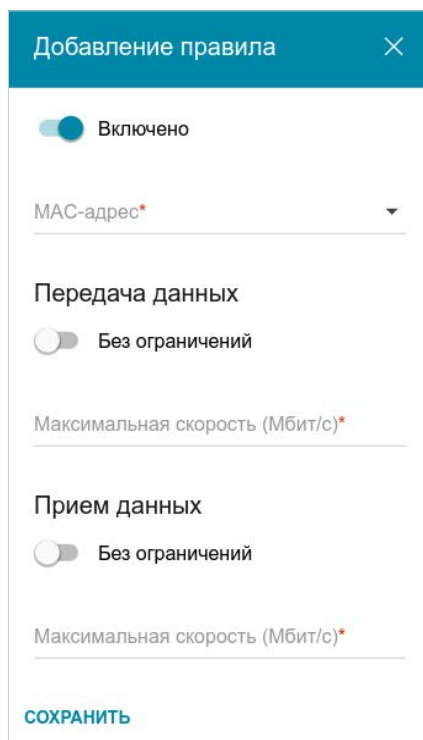 Добавление правила
Включено
MAC-адрес*
Передача данных
Без ограничений
Максимальная скорость (Мбит/с)*
Прием данных
Без ограничений
Максимальная скорость (Мбит/с)*
СОХРАНИТЬ